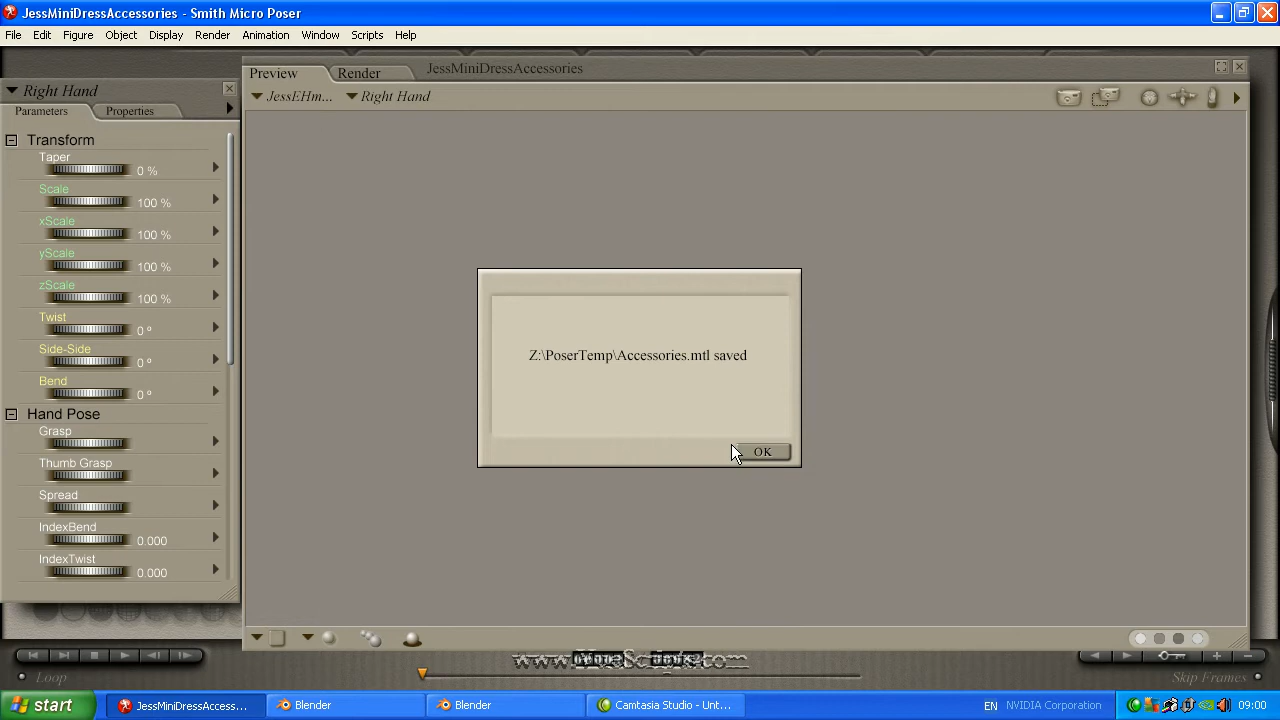 JessMiniDressAccessories - Smith Micro Poser
File Edit Figure Object Display Render Animation Window Scripts Help
Preview Render JessMiniDressAccessories
JessEHm... Right Hand
Right Hand
Parameters Properties
Transform
Taper
0 %
Scale
100 %
xScale
100 %
yScale
100 %
zScale
100 %
Twist
0 º
Side-Side
0 º
Bend
0 º
Hand Pose
Grasp
Thumb Grasp
Spread
IndexBend
0.000
IndexTwist
0.000
Z:\PoserTemp\Accessories.mtl saved
OK
Loop
Skip Frames
start JessMiniDressAccess... Blender Blender Camtasia Studio - Unt... EN NVIDIA Corporation 09:00